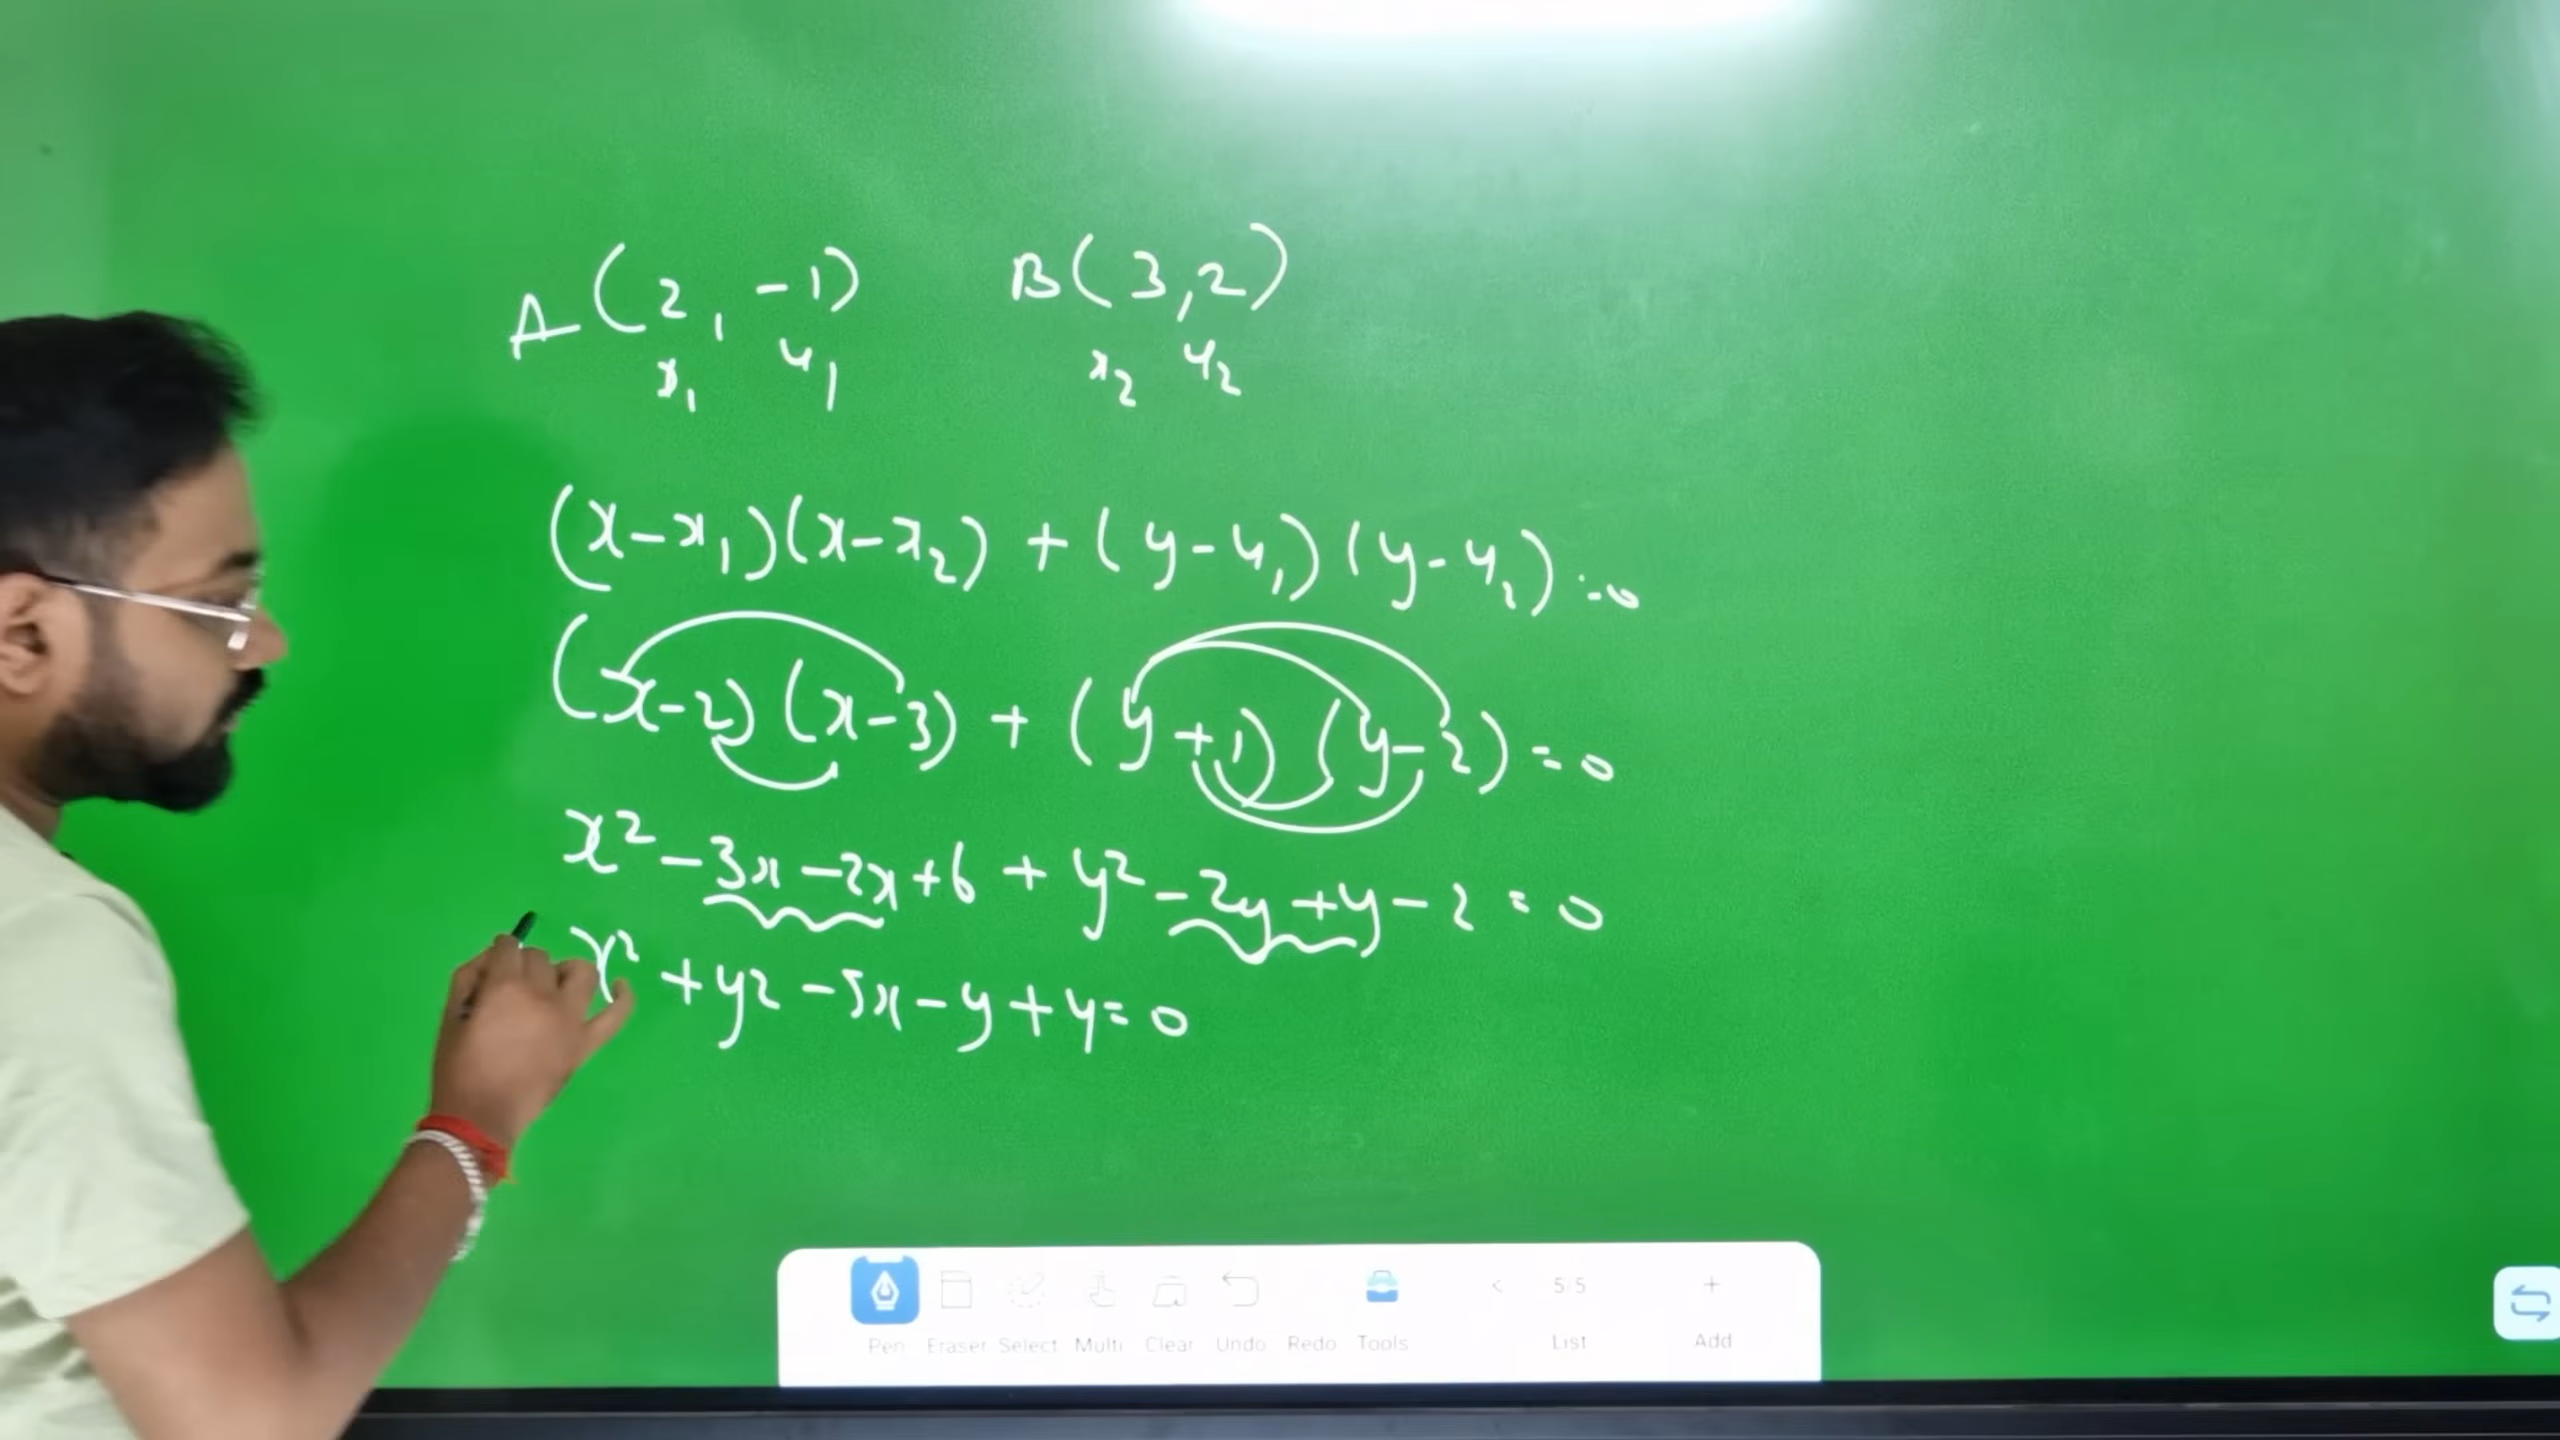 A (2, -1) B (3, 2)
x₁ y₁ x₂ y₂
(x-x₁)(x-x₂) + (y-y₁)(y-y₂) = 0
(x-2)(x-3) + (y+1)(y-2) = 0
x² - 3x - 2x + 6 + y² - 2y + y - 2 = 0
x² + y² - 5x - y + 4 = 0
< 5/5 +
Pen Eraser Select Multi Clear Undo Redo Tools List Add